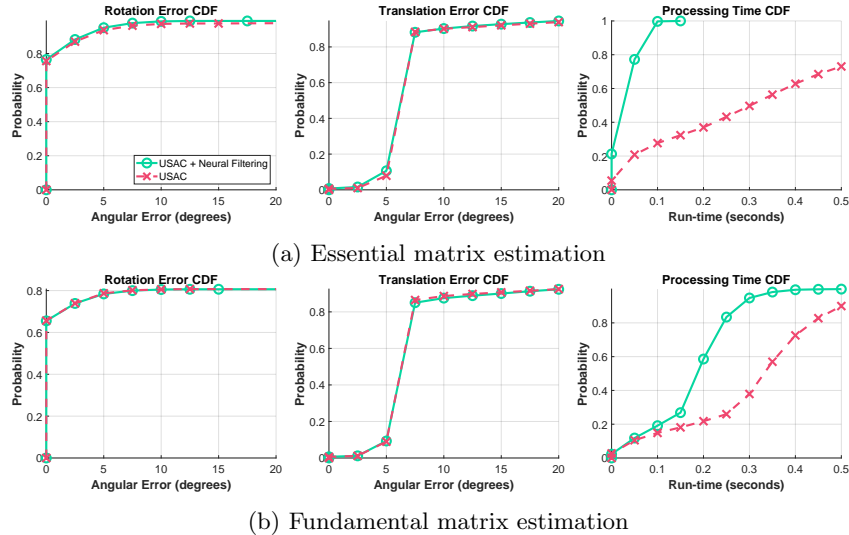 Rotation Error CDF
Translation Error CDF
Processing Time CDF
Probability
0.8
0.6
0.4
0.2
0
USAC + Neural Filtering
USAC
0 5 10 15 20
Angular Error (degrees)
Probability
0.8
0.6
0.4
0.2
0
0 5 10 15 20
Angular Error (degrees)
Probability
1
0.8
0.6
0.4
0.2
0
0 0.1 0.2 0.3 0.4 0.5
Run-time (seconds)
(a) Essential matrix estimation
Rotation Error CDF
Translation Error CDF
Processing Time CDF
Probability
0.8
0.6
0.4
0.2
0
0 5 10 15 20
Angular Error (degrees)
Probability
0.8
0.6
0.4
0.2
0
0 5 10 15 20
Angular Error (degrees)
Probability
0.8
0.6
0.4
0.2
0
0 0.1 0.2 0.3 0.4 0.5
Run-time (seconds)
(b) Fundamental matrix estimation